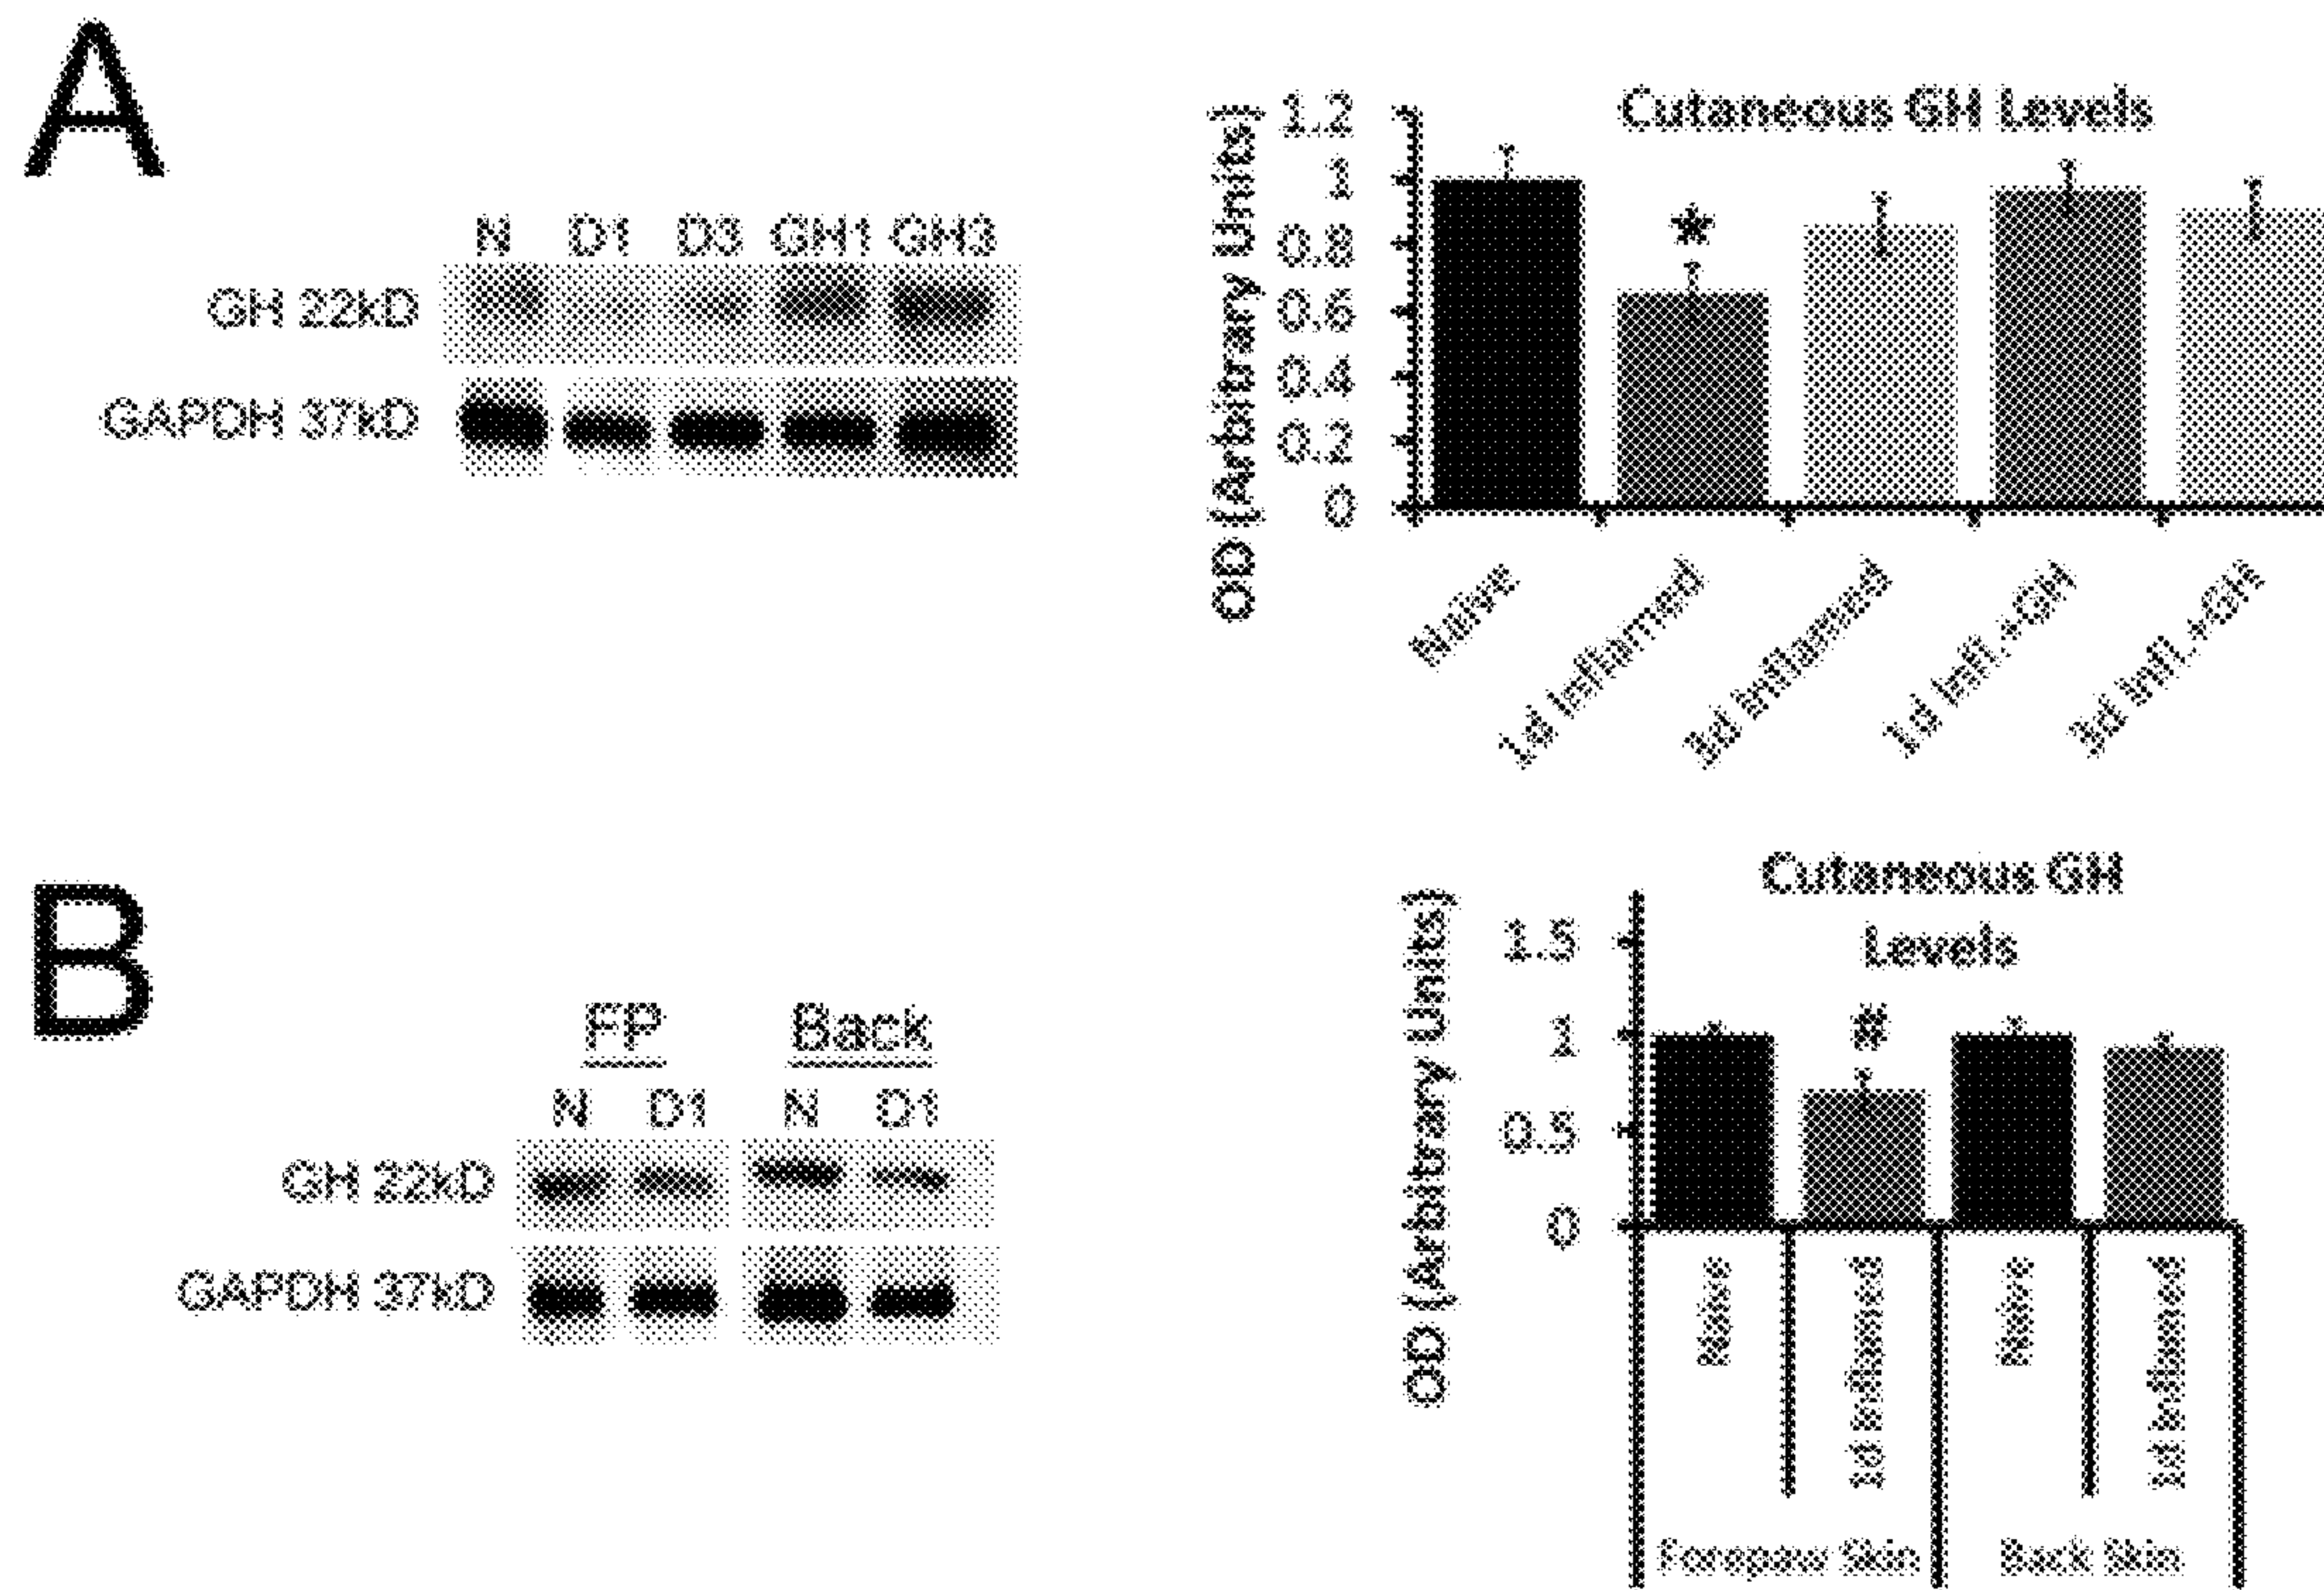 A
N D1 D3 GH1 GH3
GH 22kD
GAPDH 37kD
Cutaneous GH Levels
OD (Arbitrary Units)
1.2
1
0.8
0.6
0.4
0.2
0
*
Naïve
1d Inflamed
3d Inflamed
1d Infl.+GH
3d Infl.+GH
B
FP Back
N D1 N D1
GH 22kD
GAPDH 37kD
Cutaneous GH
Levels
OD (Arbitrary Units)
1.5
1
0.5
0
#
Naïve
1d Inflamed
Naïve
1d Inflamed
Forepaw Skin
Back Skin